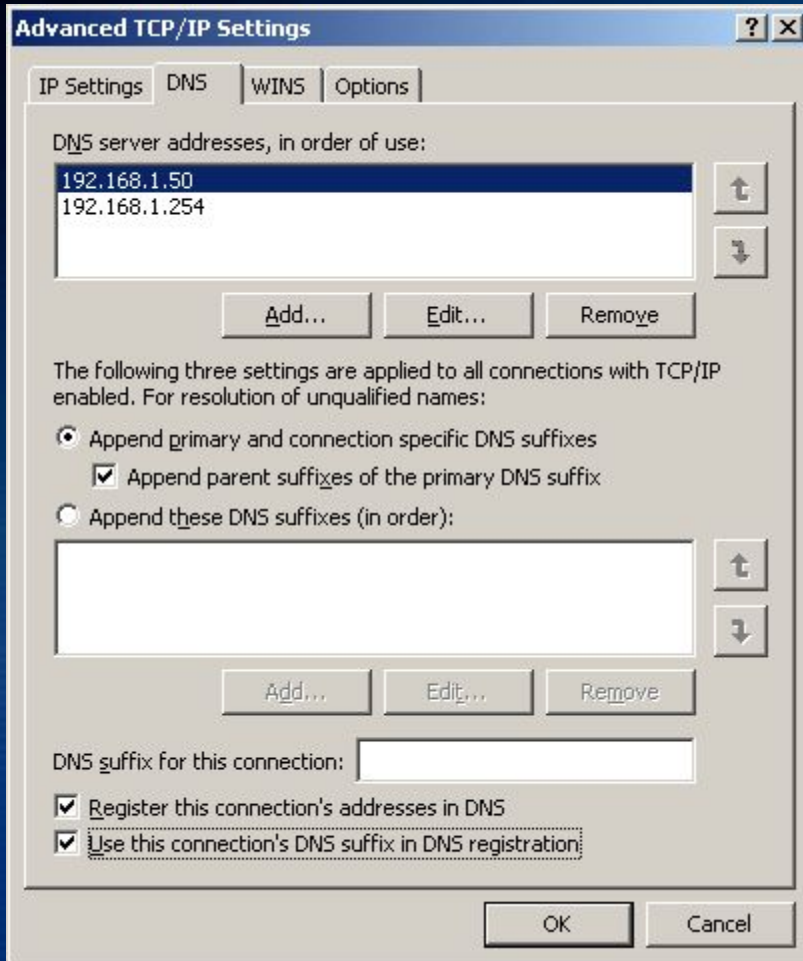 Advanced TCP/IP Settings
IP Settings
DNS
WINS
Options
DNS server addresses, in order of use:
192.168.1.50
192.168.1.254
Add...
Edit...
Remove
The following three settings are applied to all connections with TCP/IP
enabled. For resolution of unqualified names:
Append primary and connection specific DNS suffixes
Append parent suffixes of the primary DNS suffix
Append these DNS suffixes (in order):
Add...
Edit...
Remove
DNS suffix for this connection:
Register this connection's addresses in DNS
Use this connection's DNS suffix in DNS registration
OK
Cancel